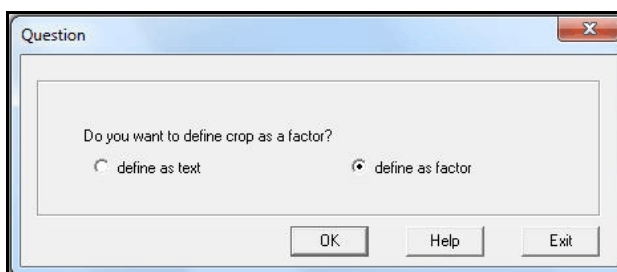 Question
Do you want to define crop as a factor?
define as text define as factor
OK Help Exit